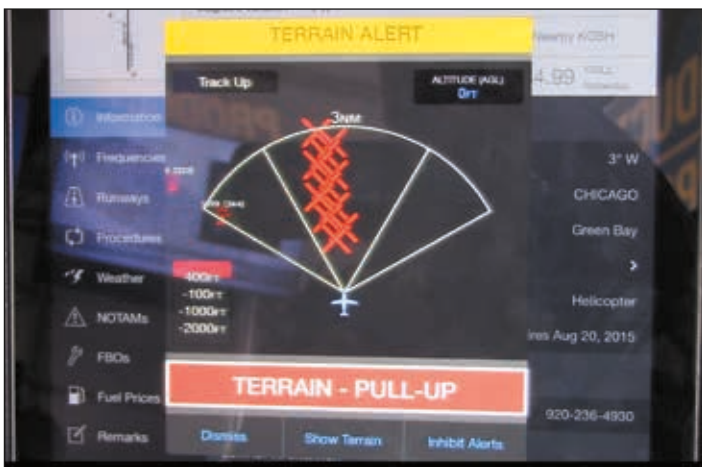 Nearby KOSH
TERRAIN ALERT
4.99
Track Up
ALTITUDE (AGL)
0FT
3NM
Information
Frequencies
Runways
Procedures
Weather
NOTAMs
FBOs
Fuel Prices
Remarks
400FT
-100FT
-1000FT
-2000FT
3° W
CHICAGO
Green Bay
Helicopter
Aug 20, 2015
920-236-4930
TERRAIN - PULL-UP
Dismiss
Show Terrain
Inhibit Alerts